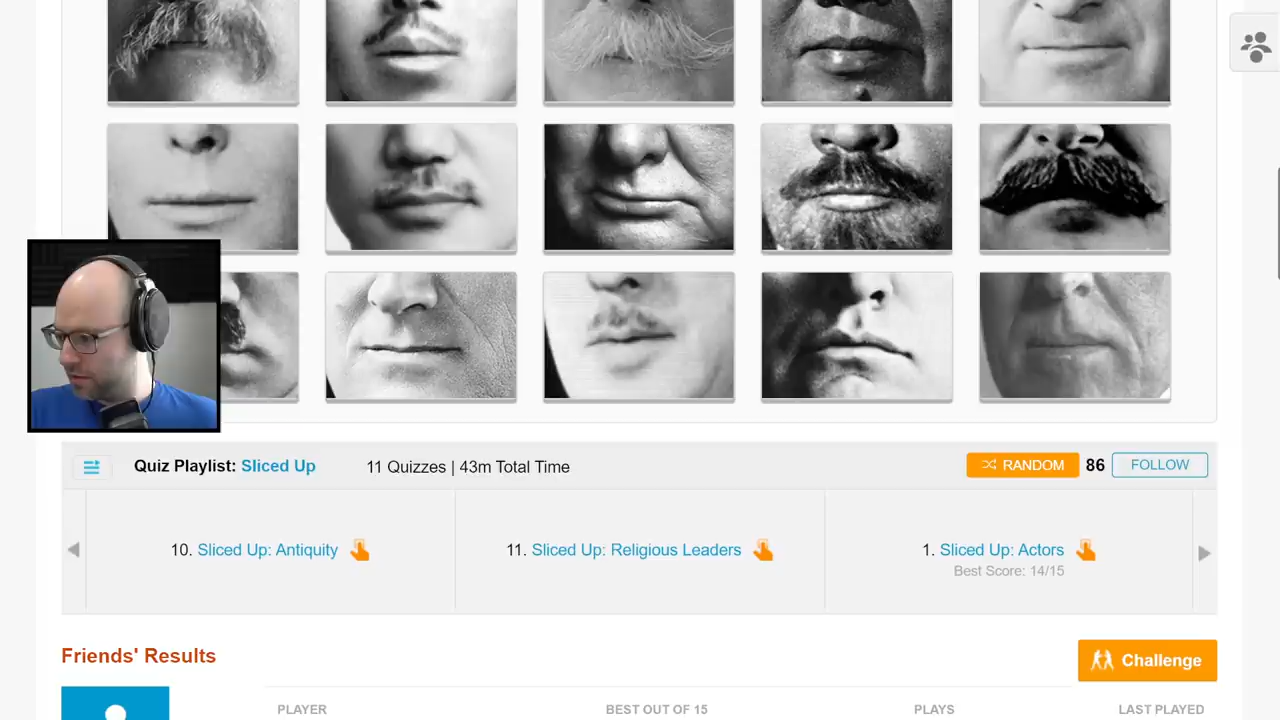 Quiz Playlist: Sliced Up 11 Quizzes | 43m Total Time RANDOM 86 FOLLOW
10. Sliced Up: Antiquity 11. Sliced Up: Religious Leaders 1. Sliced Up: Actors
Best Score: 14/15
Friends' Results Challenge
PLAYER BEST OUT OF 15 PLAYS LAST PLAYED